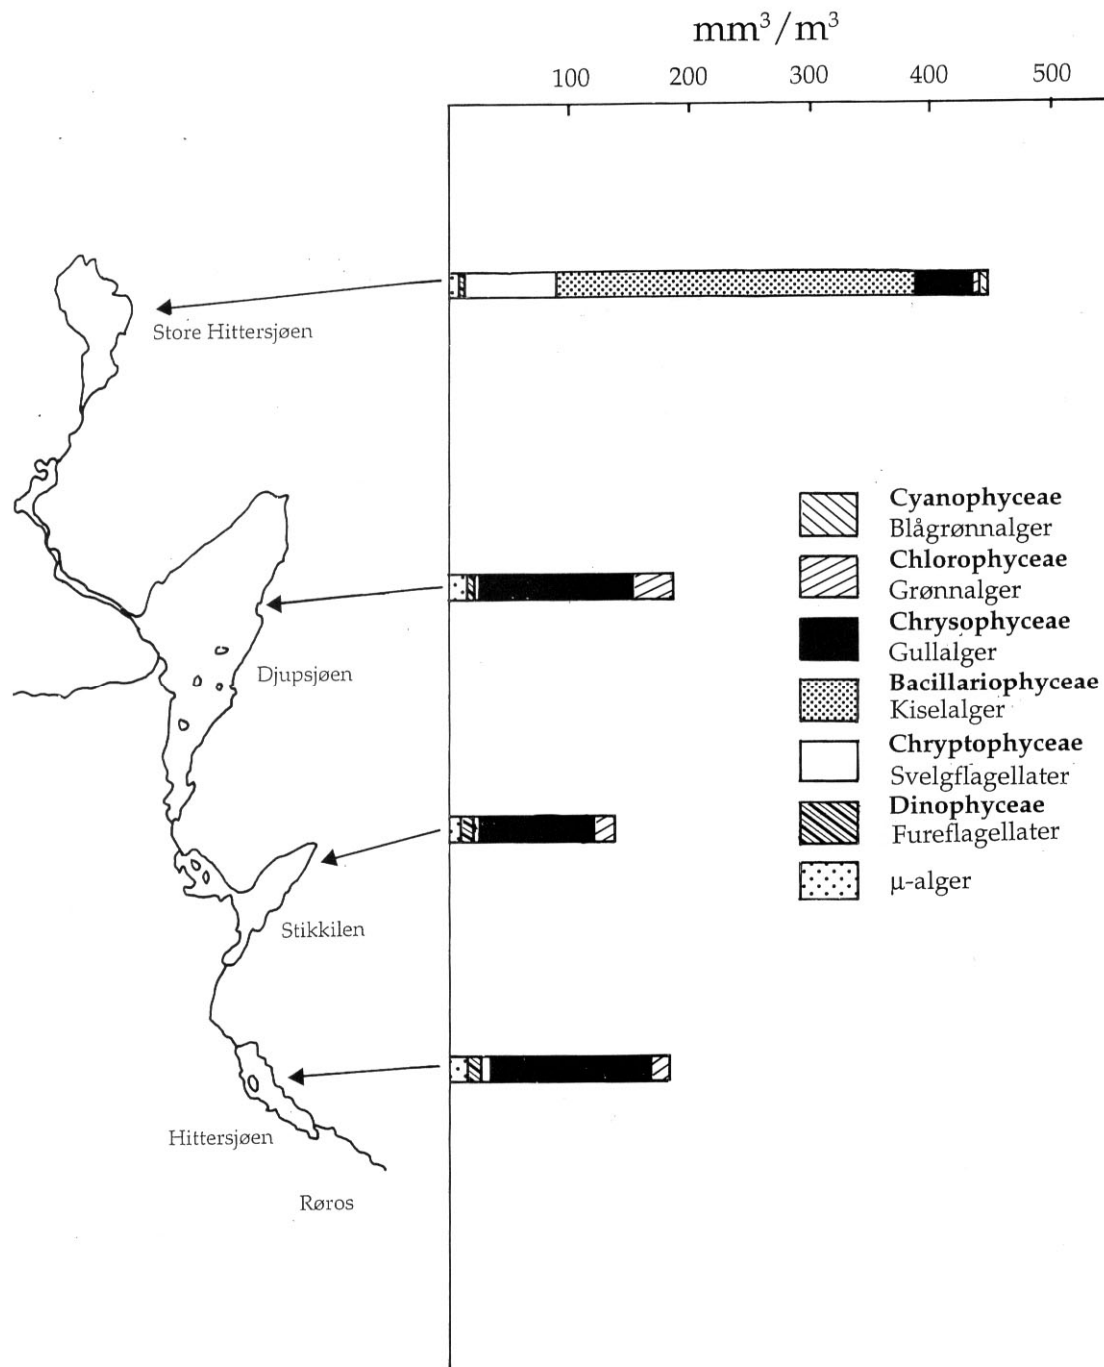 mm³/m³
100 200 300 400 500
Store Hittersjøen
Djupsjøen
Stikkilen
Hittersjøen
Røros
Cyanophyceae
Blågrønnalger
Chlorophyceae
Grønnalger
Chrysophyceae
Gullalger
Bacillariophyceae
Kiselalger
Chryptophyceae
Svelgflagellater
Dinophyceae
Fureflagellater
µ-alger